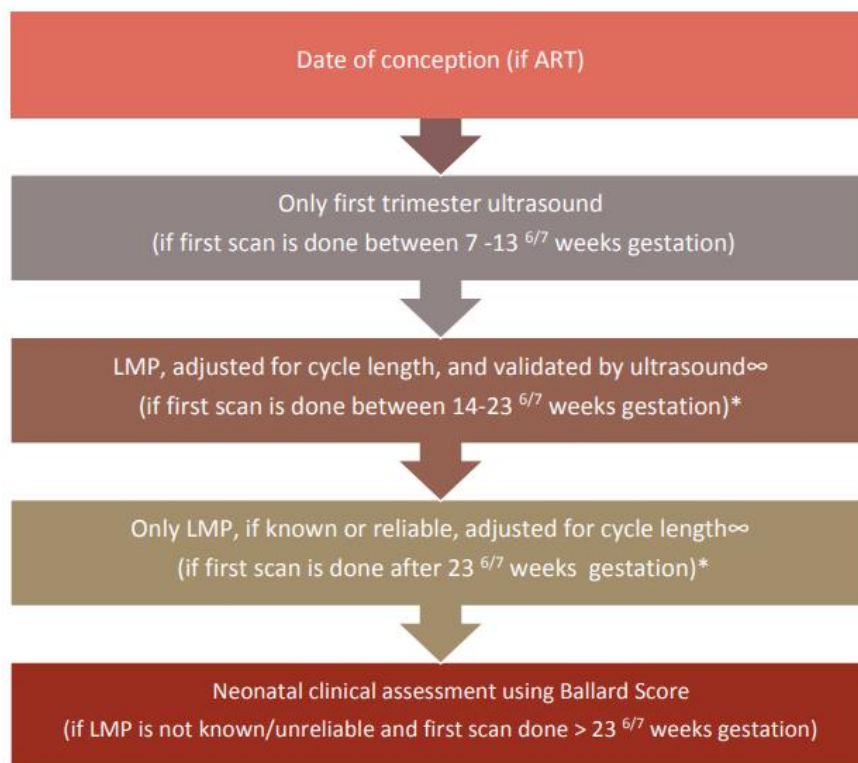 Date of conception (if ART)
Only first trimester ultrasound
(if first scan is done between 7 -13 6/7 weeks gestation)
LMP, adjusted for cycle length, and validated by ultrasound∞
(if first scan is done between 14-23 6/7 weeks gestation)*
Only LMP, if known or reliable, adjusted for cycle length∞
(if first scan is done after 23 6/7 weeks gestation)*
Neonatal clinical assessment using Ballard Score
(if LMP is not known/unreliable and first scan done > 23 6/7 weeks gestation)